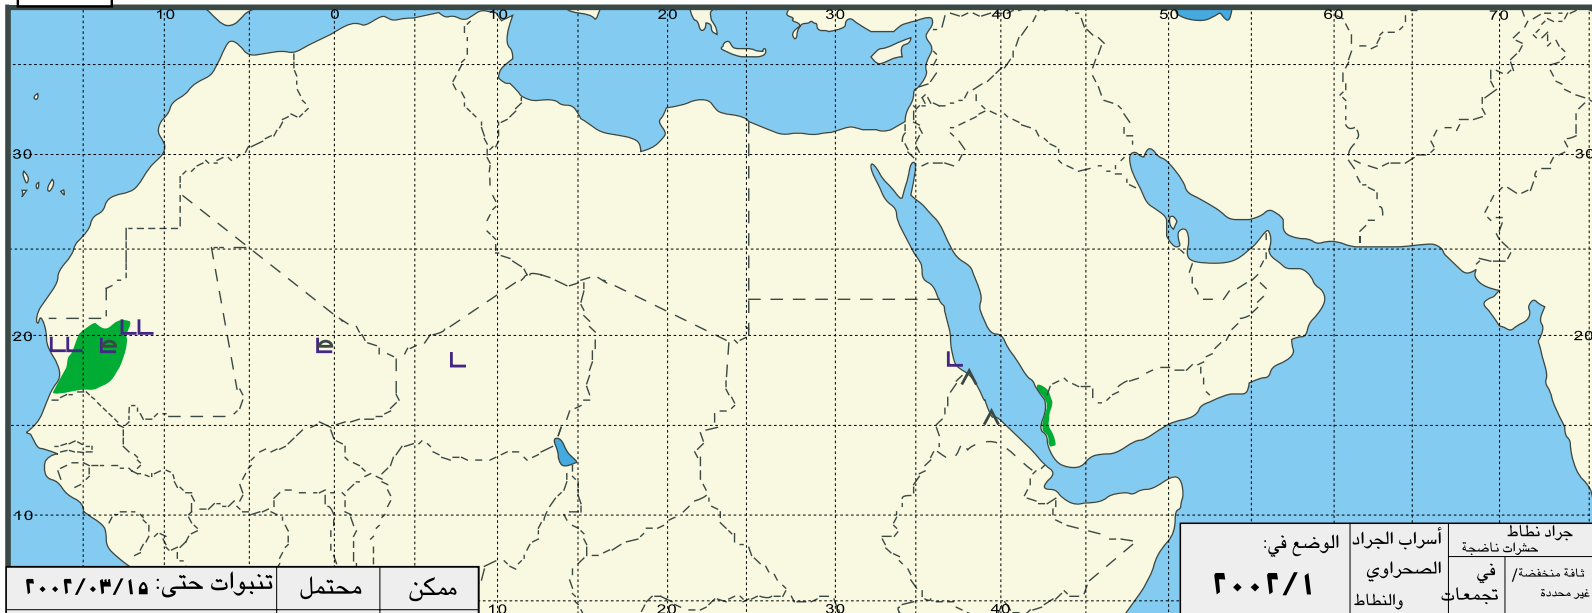 10 0 10 20 30 40 50 60 70
30 30
20 20
10
10 20 40
جراد نطاط
حشرات ناضجة
الوضع في:
٢٠٠٢/١
أسراب الجراد
الصحراوي
والنطاط
في
تجمعات
ثافة منخفضة/
غير محددة
تنبوات حتى: ٢٠٠٢/٠٣/١٥
محتمل
ممكن